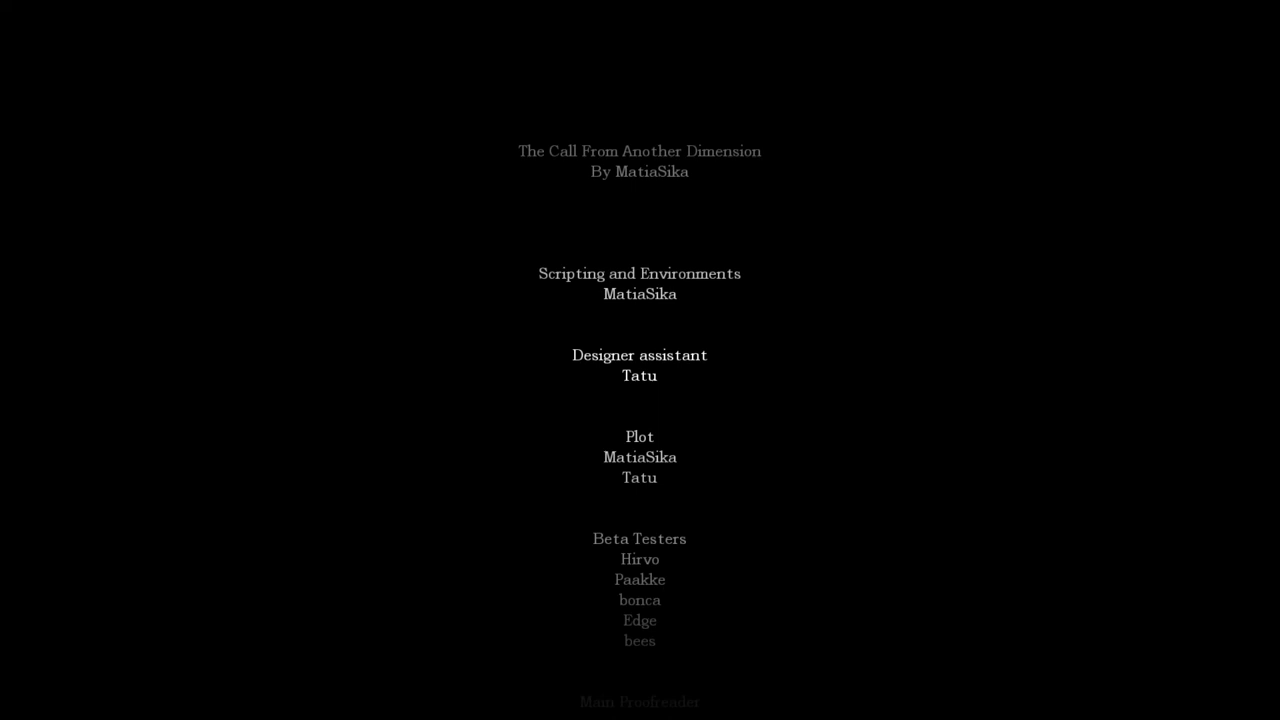 The Call From Another Dimension
By MatiaSika
Scripting and Environments
MatiaSika
Designer assistant
Tatu
Plot
MatiaSika
Tatu
Beta Testers
Hirvo
Paakke
bonca
Edge
bees
Main Proofreader